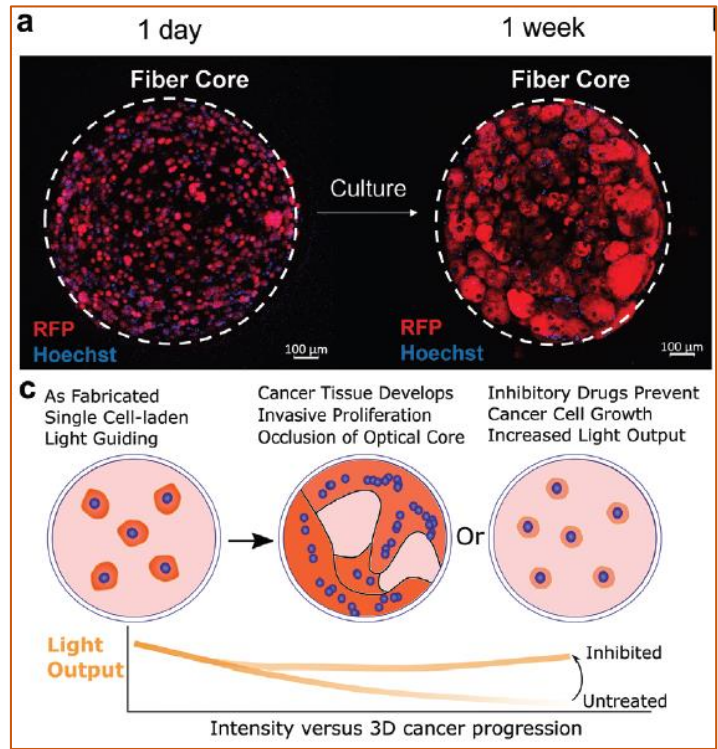 a
1 day
1 week
Fiber Core
Fiber Core
Culture
RFP
Hoechst
100 μm
RFP
Hoechst
100 μm
c
As Fabricated
Single Cell-laden
Light Guiding
Cancer Tissue Develops
Invasive Proliferation
Occlusion of Optical Core
Inhibitory Drugs Prevent
Cancer Cell Growth
Increased Light Output
Or
Light
Output
Inhibited
Untreated
Intensity versus 3D cancer progression